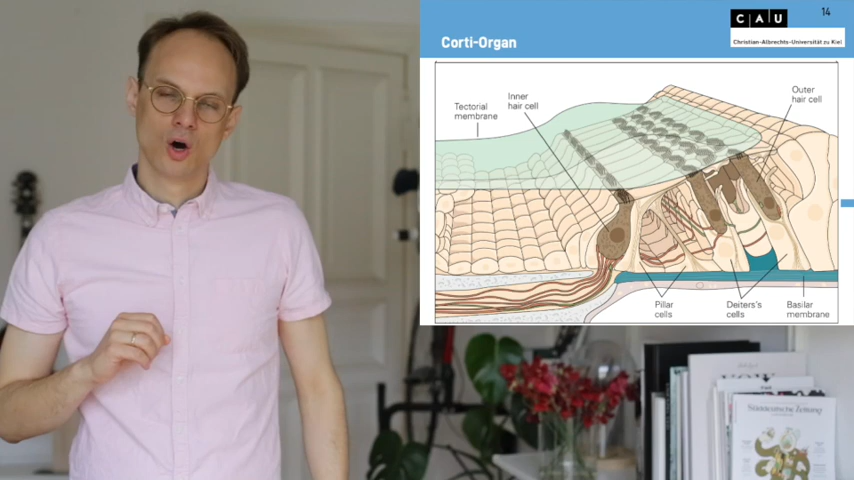 Corti-Organ
C A U
Christian-Albrechts-Universität zu Kiel
14
Tectorial
membrane
Inner
hair cell
Outer
hair cell
Pillar
cells
Deiters's
cells
Basilar
membrane
Süddeutsche Zeitung